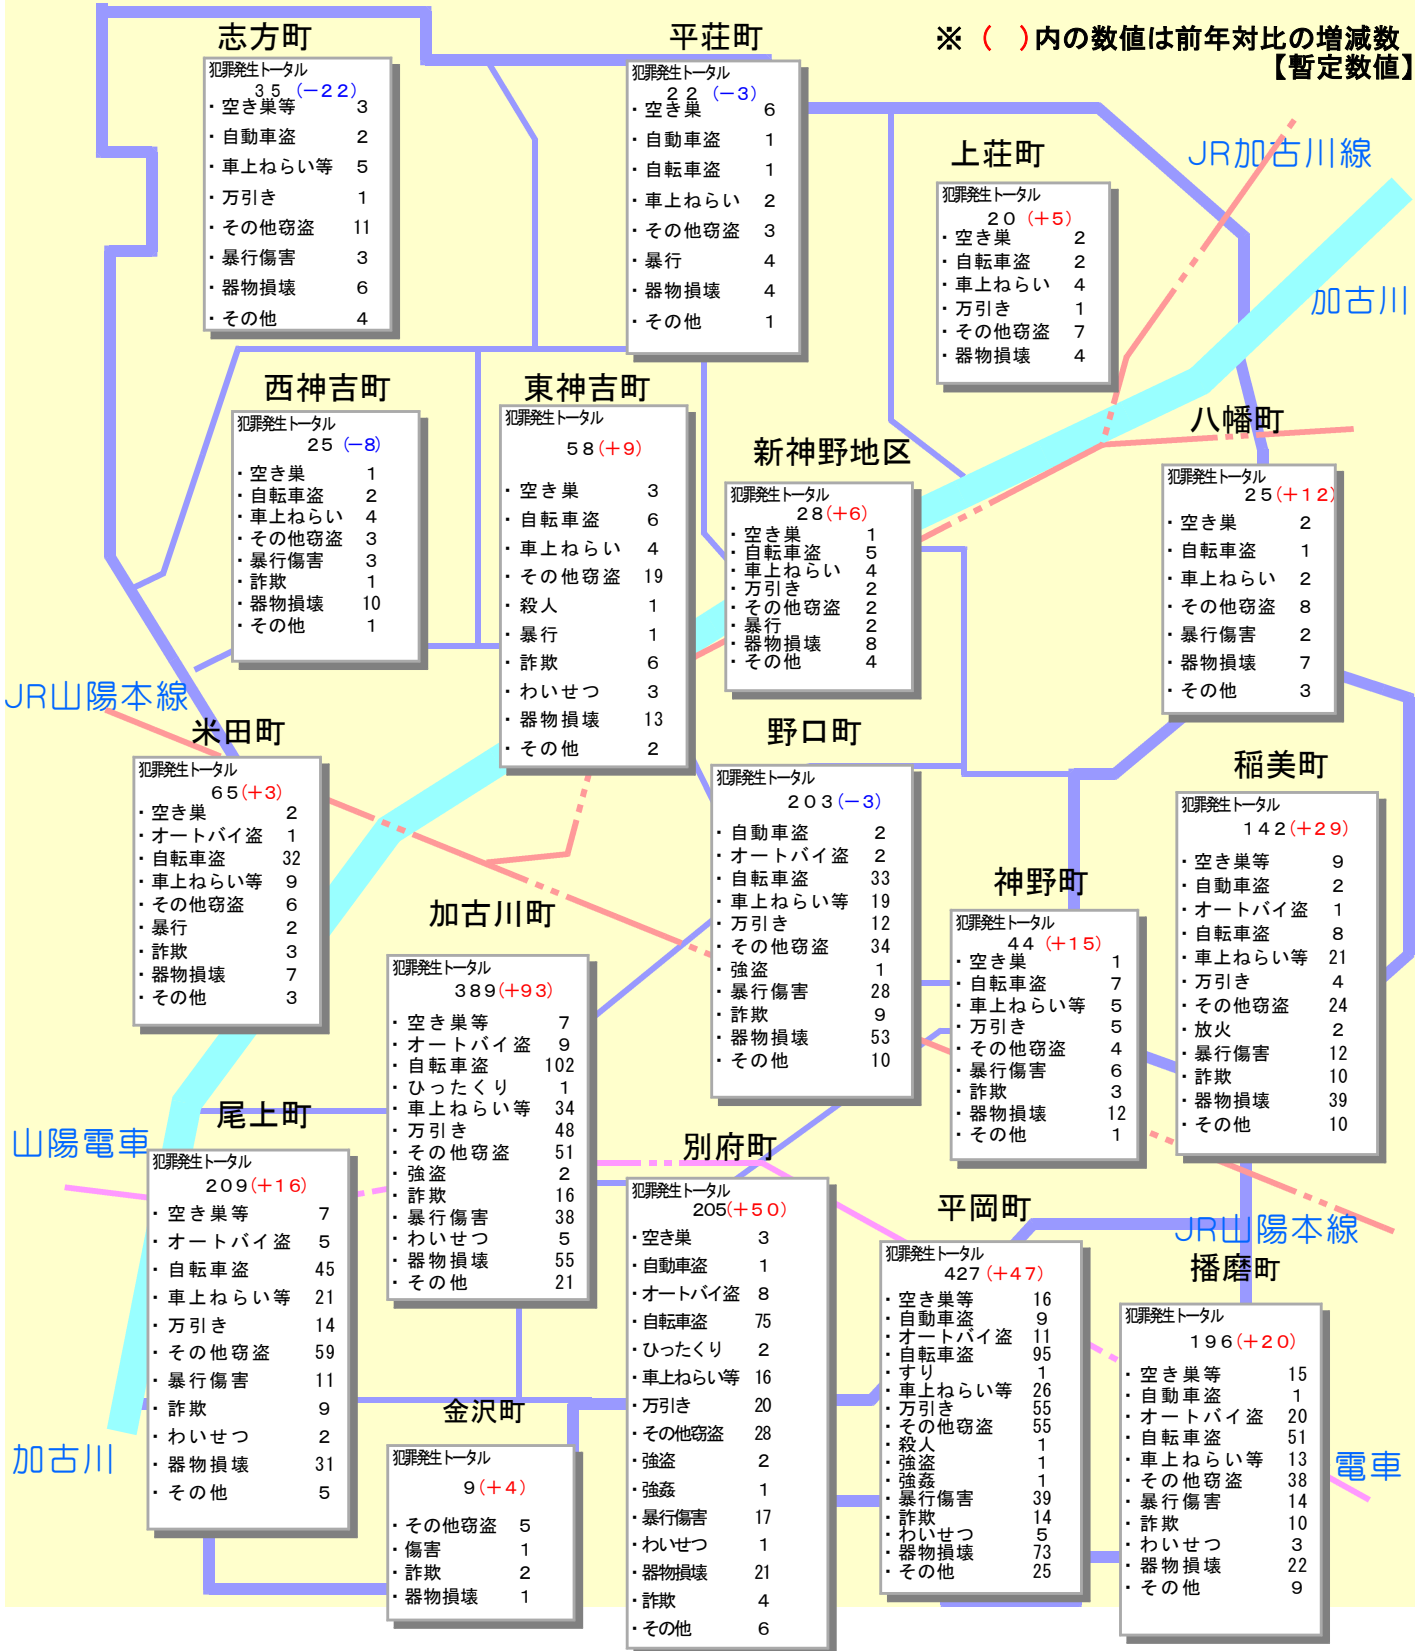 ※（　）内の数値は前年対比の増減数
【暫定数値】
志方町
犯罪発生トータル
35（－22）
・空き巣等 3
・自動車盗 2
・車上ねらい等 5
・万引き 1
・その他窃盗 11
・暴行傷害 3
・器物損壊 6
・その他 4
平荘町
犯罪発生トータル
22（－3）
・空き巣 6
・自動車盗 1
・自転車盗 1
・車上ねらい 2
・その他窃盗 3
・暴行 4
・器物損壊 4
・その他 1
上荘町
犯罪発生トータル
20（＋5）
・空き巣 2
・自転車盗 2
・車上ねらい 4
・万引き 1
・その他窃盗 7
・器物損壊 4
JR加古川線
加古川
西神吉町
犯罪発生トータル
25（－8）
・空き巣 1
・自転車盗 2
・車上ねらい 4
・その他窃盗 3
・暴行傷害 3
・詐欺 1
・器物損壊 10
・その他 1
東神吉町
犯罪発生トータル
58（＋9）
・空き巣 3
・自転車盗 6
・車上ねらい 4
・その他窃盗 19
・殺人 1
・暴行 1
・詐欺 6
・わいせつ 3
・器物損壊 13
・その他 2
新神野地区
犯罪発生トータル
28（＋6）
・空き巣 1
・自転車盗 5
・車上ねらい 4
・万引き 2
・その他窃盗 2
・暴行 2
・器物損壊 8
・その他 4
八幡町
犯罪発生トータル
25（＋12）
・空き巣 2
・自転車盗 1
・車上ねらい 2
・その他窃盗 8
・暴行傷害 2
・器物損壊 7
・その他 3
JR山陽本線
米田町
犯罪発生トータル
65（＋3）
・空き巣 2
・オートバイ盗 1
・自転車盗 32
・車上ねらい等 9
・その他窃盗 6
・暴行 2
・詐欺 3
・器物損壊 7
・その他 3
野口町
犯罪発生トータル
203（－3）
・自動車盗 2
・オートバイ盗 2
・自転車盗 33
・車上ねらい等 19
・万引き 12
・その他窃盗 34
・強盗 1
・暴行傷害 28
・詐欺 9
・器物損壊 53
・その他 10
稲美町
犯罪発生トータル
142（＋29）
・空き巣等 9
・自動車盗 2
・オートバイ盗 1
・自転車盗 8
・車上ねらい等 21
・万引き 4
・その他窃盗 24
・放火 2
・暴行傷害 12
・詐欺 10
・器物損壊 39
・その他 10
神野町
犯罪発生トータル
44（＋15）
・空き巣 1
・自転車盗 7
・車上ねらい等 5
・万引き 5
・その他窃盗 4
・暴行傷害 6
・詐欺 3
・器物損壊 12
・その他 1
加古川町
犯罪発生トータル
389（＋93）
・空き巣等 7
・オートバイ盗 9
・自転車盗 102
・ひったくり 1
・車上ねらい等 34
・万引き 48
・その他窃盗 51
・強盗 2
・詐欺 16
・暴行傷害 38
・わいせつ 5
・器物損壊 55
・その他 21
山陽電車
尾上町
犯罪発生トータル
209（＋16）
・空き巣等 7
・オートバイ盗 5
・自転車盗 45
・車上ねらい等 21
・万引き 14
・その他窃盗 59
・暴行傷害 11
・詐欺 9
・わいせつ 2
・器物損壊 31
・その他 5
加古川
別府町
犯罪発生トータル
205（＋50）
・空き巣 3
・自動車盗 1
・オートバイ盗 8
・自転車盗 75
・ひったくり 2
・車上ねらい等 16
・万引き 20
・その他窃盗 28
・強盗 2
・強姦 1
・暴行傷害 17
・わいせつ 1
・器物損壊 21
・詐欺 4
・その他 6
平岡町
犯罪発生トータル
427（＋47）
・空き巣等 16
・自動車盗 9
・オートバイ盗 11
・自転車盗 95
・すり 1
・車上ねらい等 26
・万引き 55
・その他窃盗 55
・殺人 1
・強盗 1
・強姦 1
・暴行傷害 39
・詐欺 14
・わいせつ 5
・器物損壊 73
・その他 25
JR山陽本線
播磨町
犯罪発生トータル
196（＋20）
・空き巣等 15
・自動車盗 1
・オートバイ盗 20
・自転車盗 51
・車上ねらい等 13
・その他窃盗 38
・暴行傷害 14
・詐欺 10
・わいせつ 3
・器物損壊 22
・その他 9
電車
金沢町
犯罪発生トータル
9（＋4）
・その他窃盗 5
・傷害 1
・詐欺 2
・器物損壊 1